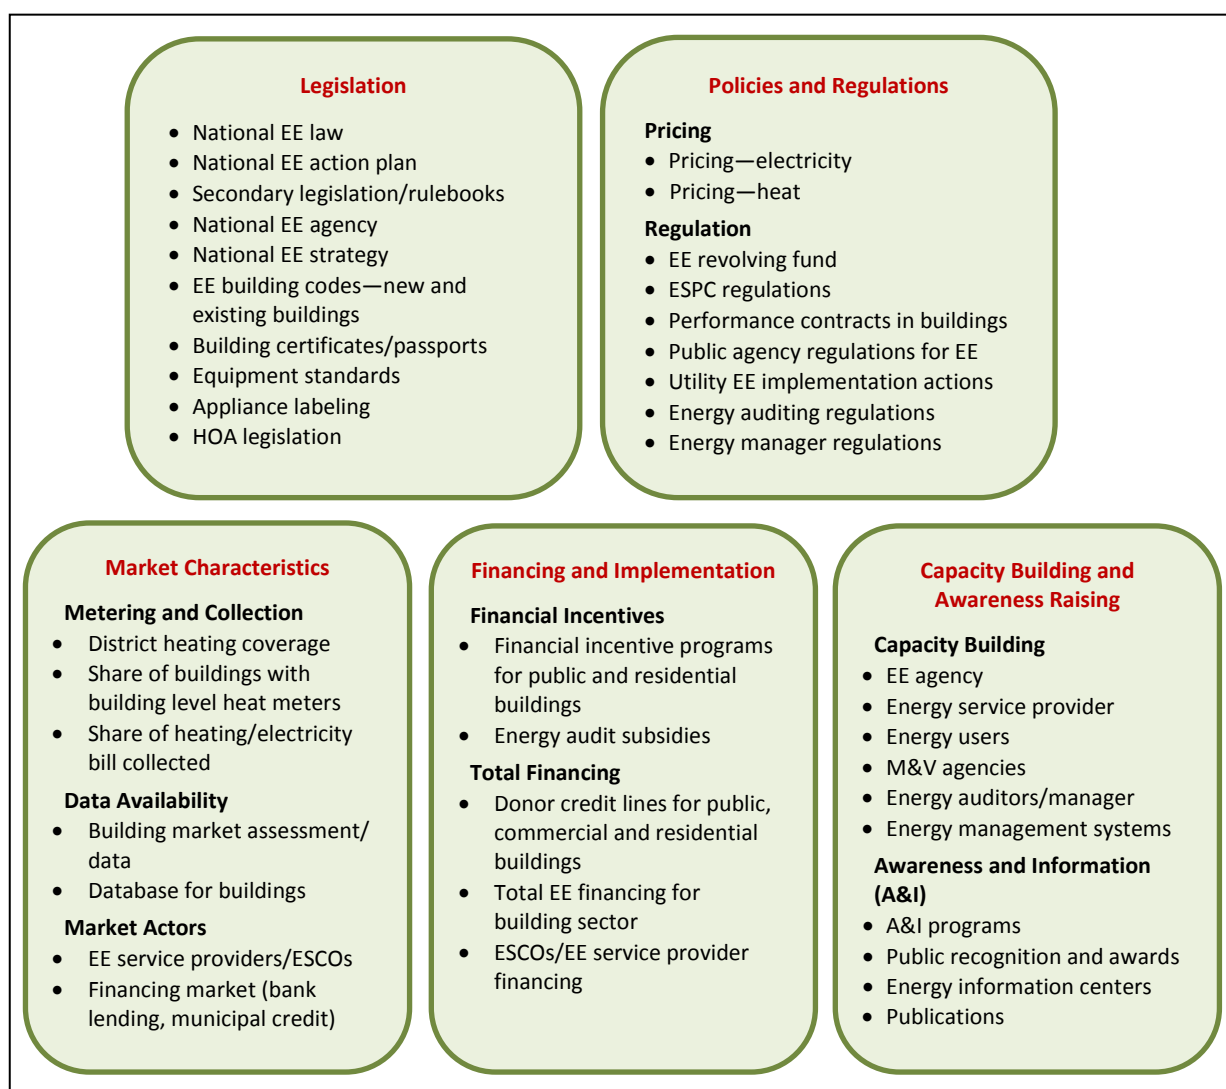 Legislation
• National EE law
• National EE action plan
• Secondary legislation/rulebooks
• National EE agency
• National EE strategy
• EE building codes—new and
existing buildings
• Building certificates/passports
• Equipment standards
• Appliance labeling
• HOA legislation
Policies and Regulations
Pricing
• Pricing—electricity
• Pricing—heat
Regulation
• EE revolving fund
• ESPC regulations
• Performance contracts in buildings
• Public agency regulations for EE
• Utility EE implementation actions
• Energy auditing regulations
• Energy manager regulations
Market Characteristics
Metering and Collection
• District heating coverage
• Share of buildings with
building level heat meters
• Share of heating/electricity
bill collected
Data Availability
• Building market assessment/
data
• Database for buildings
Market Actors
• EE service providers/ESCOs
• Financing market (bank
lending, municipal credit)
Financing and Implementation
Financial Incentives
• Financial incentive programs
for public and residential
buildings
• Energy audit subsidies
Total Financing
• Donor credit lines for public,
commercial and residential
buildings
• Total EE financing for
building sector
• ESCOs/EE service provider
financing
Capacity Building and
Awareness Raising
Capacity Building
• EE agency
• Energy service provider
• Energy users
• M&V agencies
• Energy auditors/manager
• Energy management systems
Awareness and Information
(A&I)
• A&I programs
• Public recognition and awards
• Energy information centers
• Publications